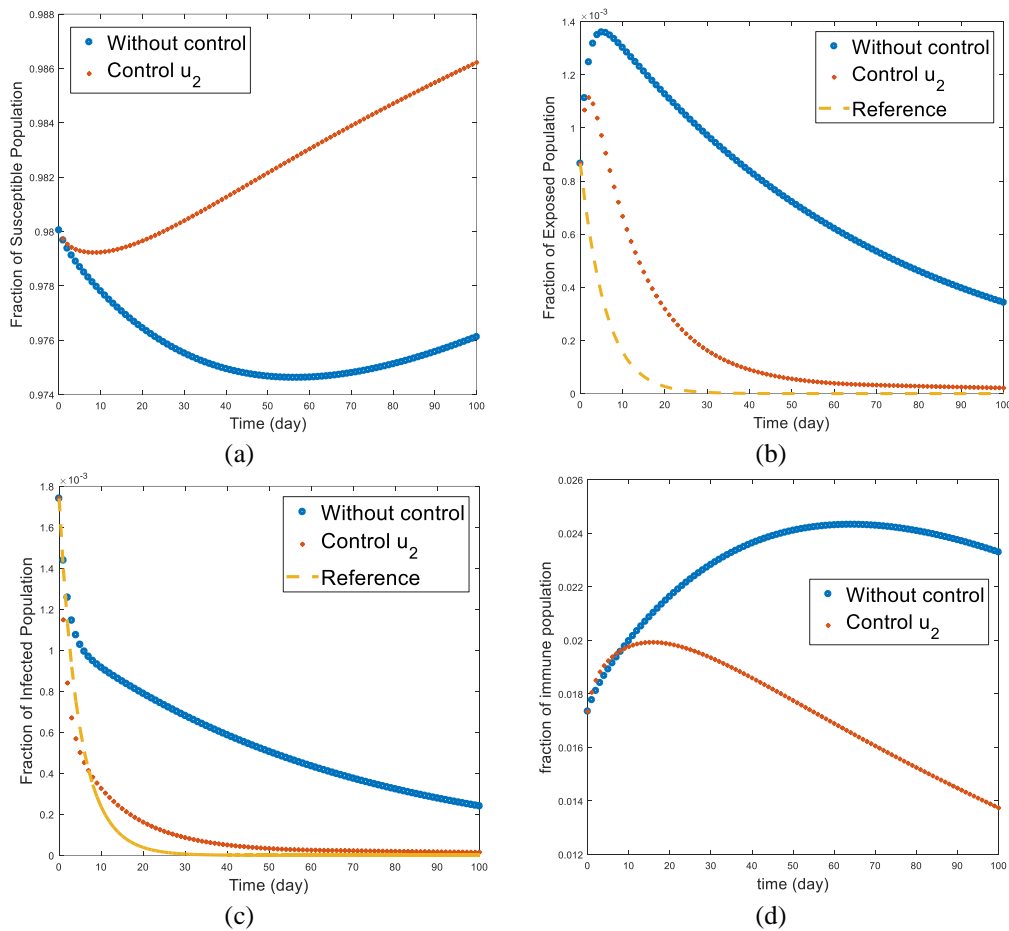 0.988
0.986
0.984
0.982
0.98
0.978
0.976
0.974
Fraction of Susceptible Population
Without control
Control u2
0 10 20 30 40 50 60 70 80 90 100
Time (day)
(a)
×10-3
1.4
1.2
1
0.8
0.6
0.4
0.2
0
Fraction of Exposed Population
Without control
Control u2
Reference
0 10 20 30 40 50 60 70 80 90 100
Time (day)
(b)
×10-3
1.8
1.6
1.4
1.2
1
0.8
0.6
0.4
0.2
0
Fraction of Infected Population
Without control
Control u2
Reference
0 10 20 30 40 50 60 70 80 90 100
Time (day)
(c)
0.026
0.024
0.022
0.02
0.018
0.016
0.014
0.012
fraction of immune population
Without control
Control u2
0 10 20 30 40 50 60 70 80 90 100
time (day)
(d)